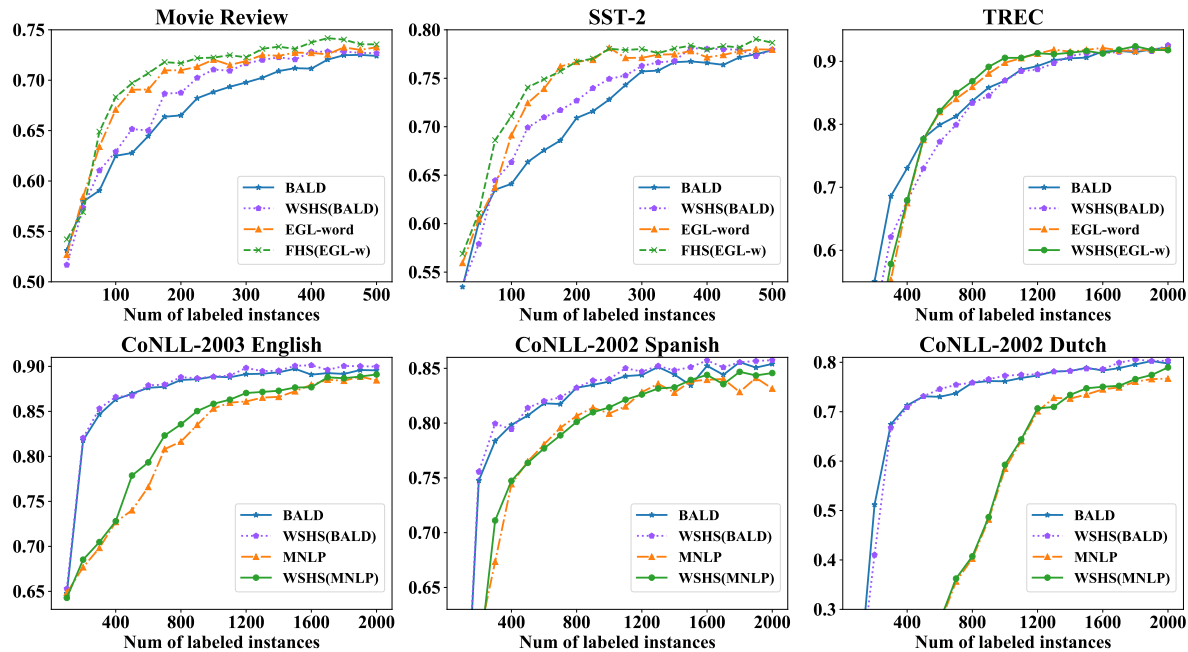 Movie Review
0.75
0.70
0.65
0.60
0.55
0.50
100 200 300 400 500
Num of labeled instances
BALD
WSHS(BALD)
EGL-word
FHS(EGL-w)
SST-2
0.80
0.75
0.70
0.65
0.60
0.55
100 200 300 400 500
Num of labeled instances
BALD
WSHS(BALD)
EGL-word
FHS(EGL-w)
TREC
0.9
0.8
0.7
0.6
400 800 1200 1600 2000
Num of labeled instances
BALD
WSHS(BALD)
EGL-word
WSHS(EGL-w)
CoNLL-2003 English
0.90
0.85
0.80
0.75
0.70
0.65
400 800 1200 1600 2000
Num of labeled instances
BALD
WSHS(BALD)
MNLP
WSHS(MNLP)
CoNLL-2002 Spanish
0.85
0.80
0.75
0.70
0.65
400 800 1200 1600 2000
Num of labeled instances
BALD
WSHS(BALD)
MNLP
WSHS(MNLP)
CoNLL-2002 Dutch
0.8
0.7
0.6
0.5
0.4
0.3
400 800 1200 1600 2000
Num of labeled instances
BALD
WSHS(BALD)
MNLP
WSHS(MNLP)